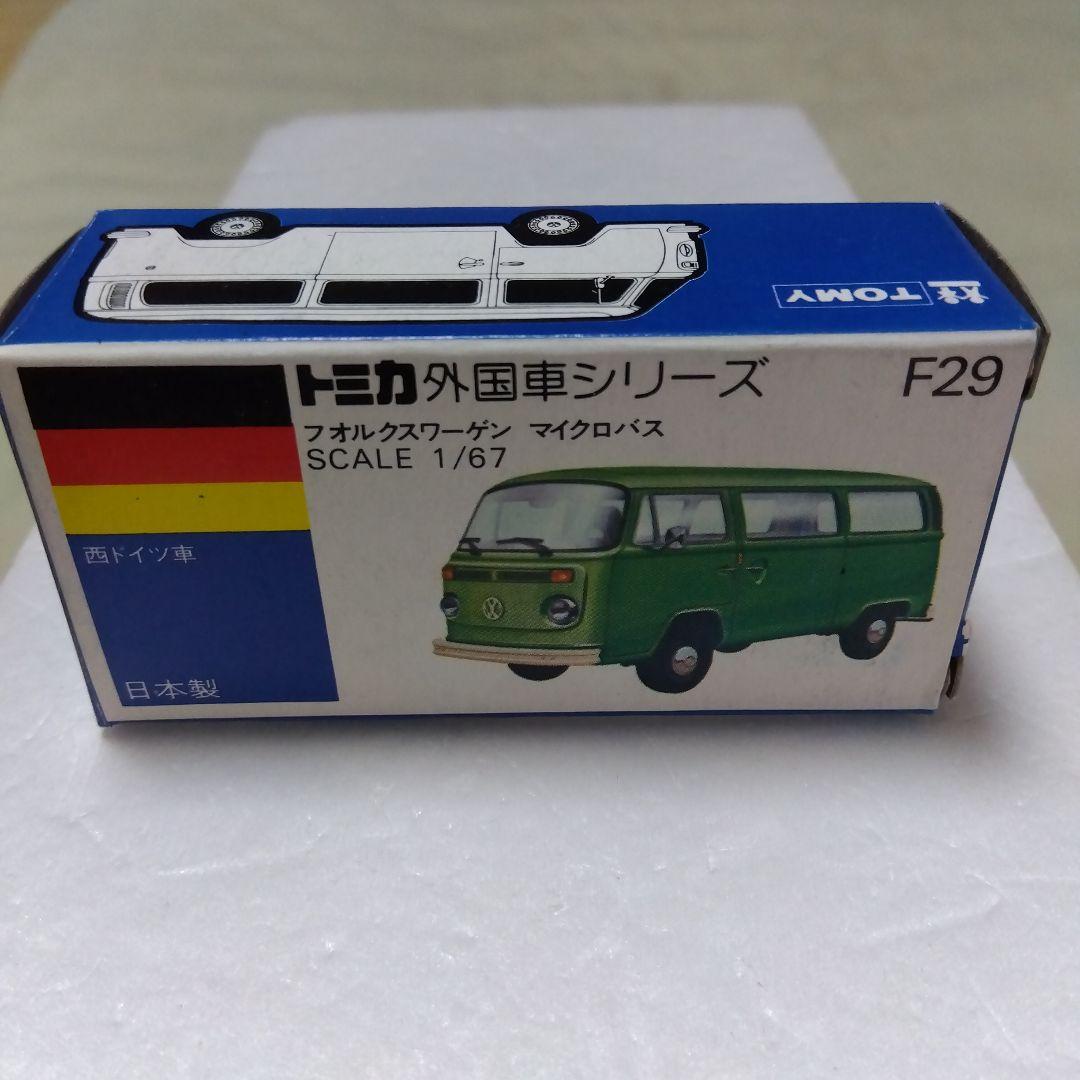 TOMY
トミカ外国車シリーズ F29
フオルクスワーゲン マイクロバス
SCALE 1/67
西ドイツ車
日本製